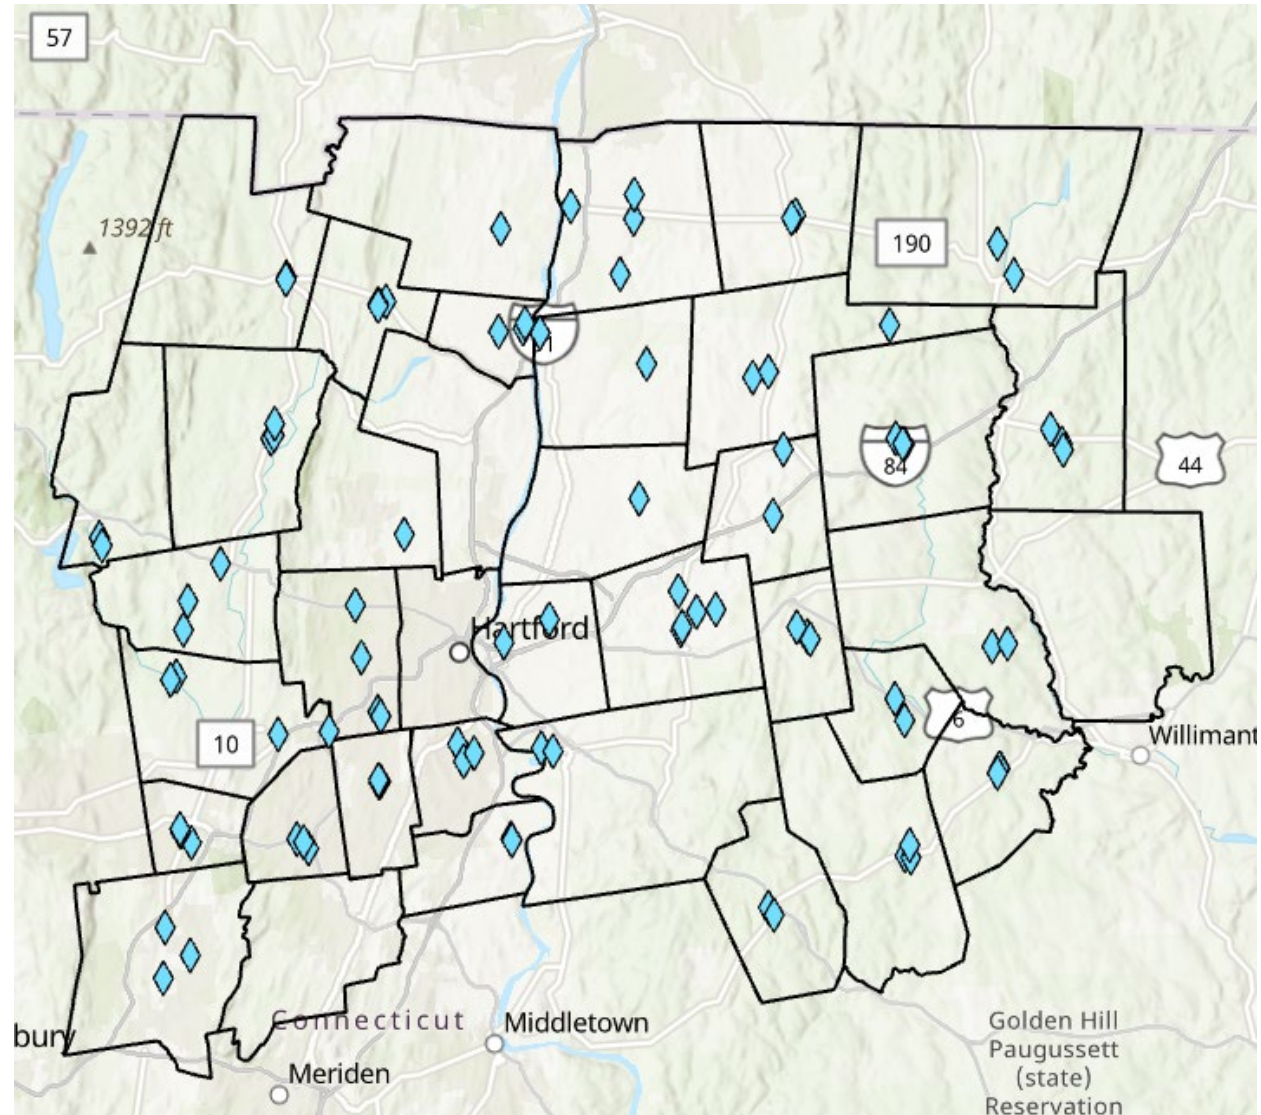 57
1392 ft
190
91
84
44
Hartford
10
6
Willimant
Connecticut
Middletown
bury
Meriden
Golden Hill
Paugussett
(state)
Reservation